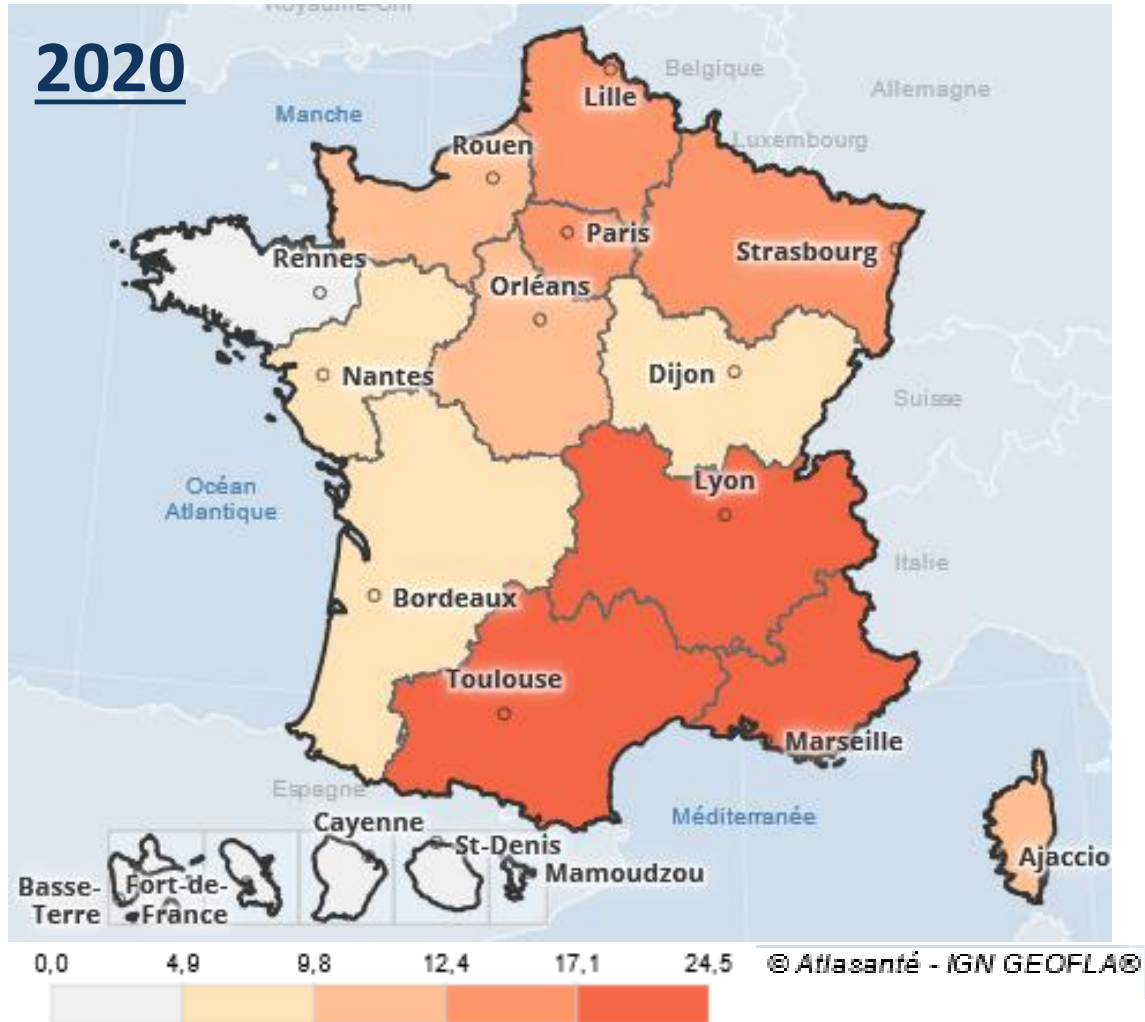 Royaume-Uni
2020
Belgique
Allemagne
Lille
Manche
Luxembourg
Rouen
Paris
Strasbourg
Rennes
Orléans
Nantes
Dijon
Suisse
Lyon
Océan
Atlantique
Italie
Bordeaux
Toulouse
Marseille
Espagne
Méditerranée
Cayenne
St-Denis
Ajaccio
Mamoudzou
Basse-
Terre
Fort-de-
France
0,0 4,9 9,8 12,4 17,1 24,5
© Atlasanté - IGN GEOFLA®